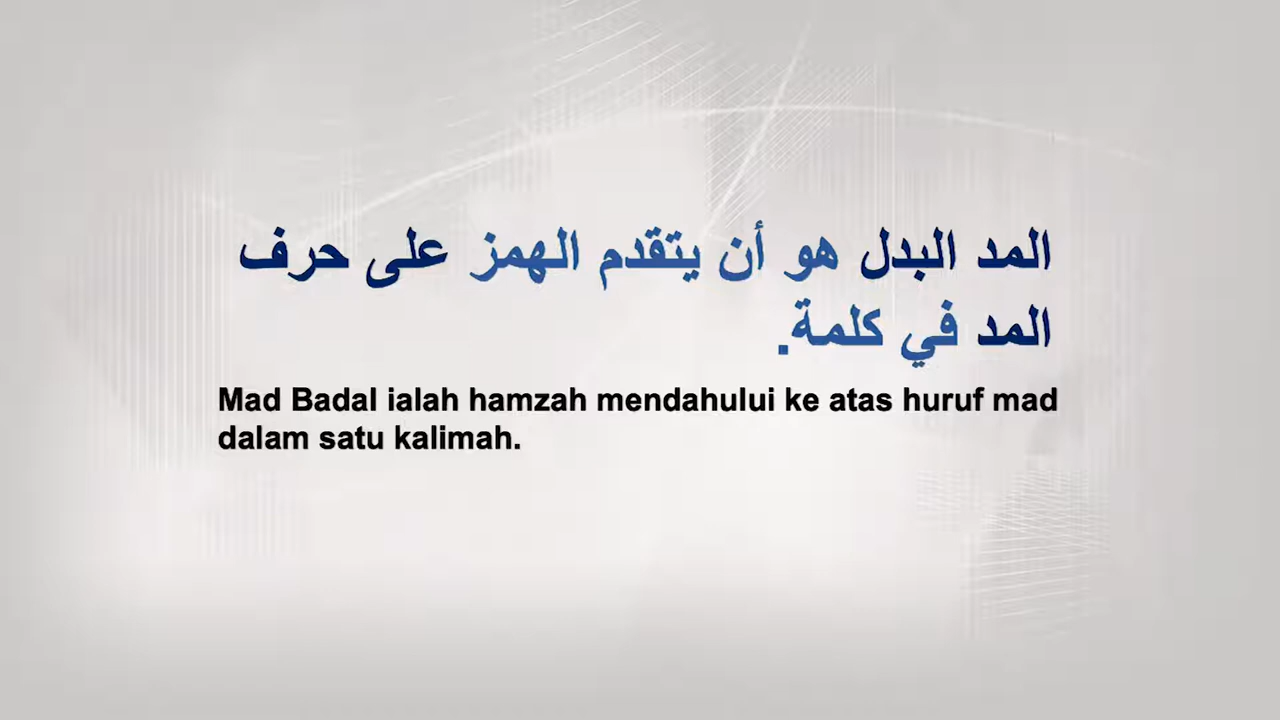 المد البدل هو أن يتقدم الهمز على حرف
المد في كلمة.
Mad Badal ialah hamzah mendahului ke atas huruf mad
dalam satu kalimah.